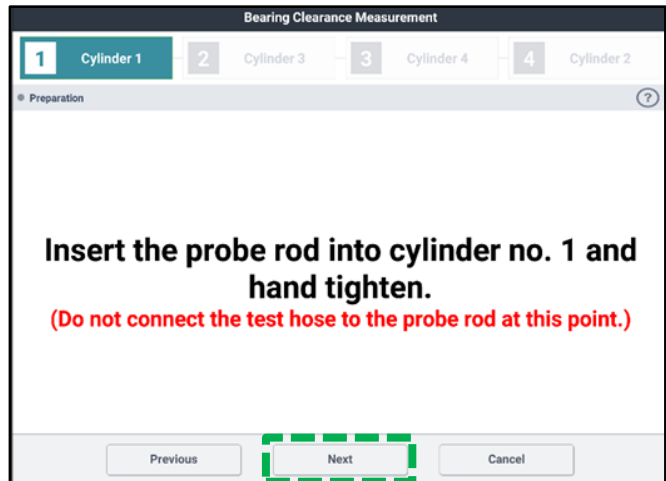 Bearing Clearance Measurement
1 Cylinder 1 2 Cylinder 3 3 Cylinder 4 4 Cylinder 2
Preparation ?
Insert the probe rod into cylinder no. 1 and
hand tighten.
(Do not connect the test hose to the probe rod at this point.)
Previous Next Cancel